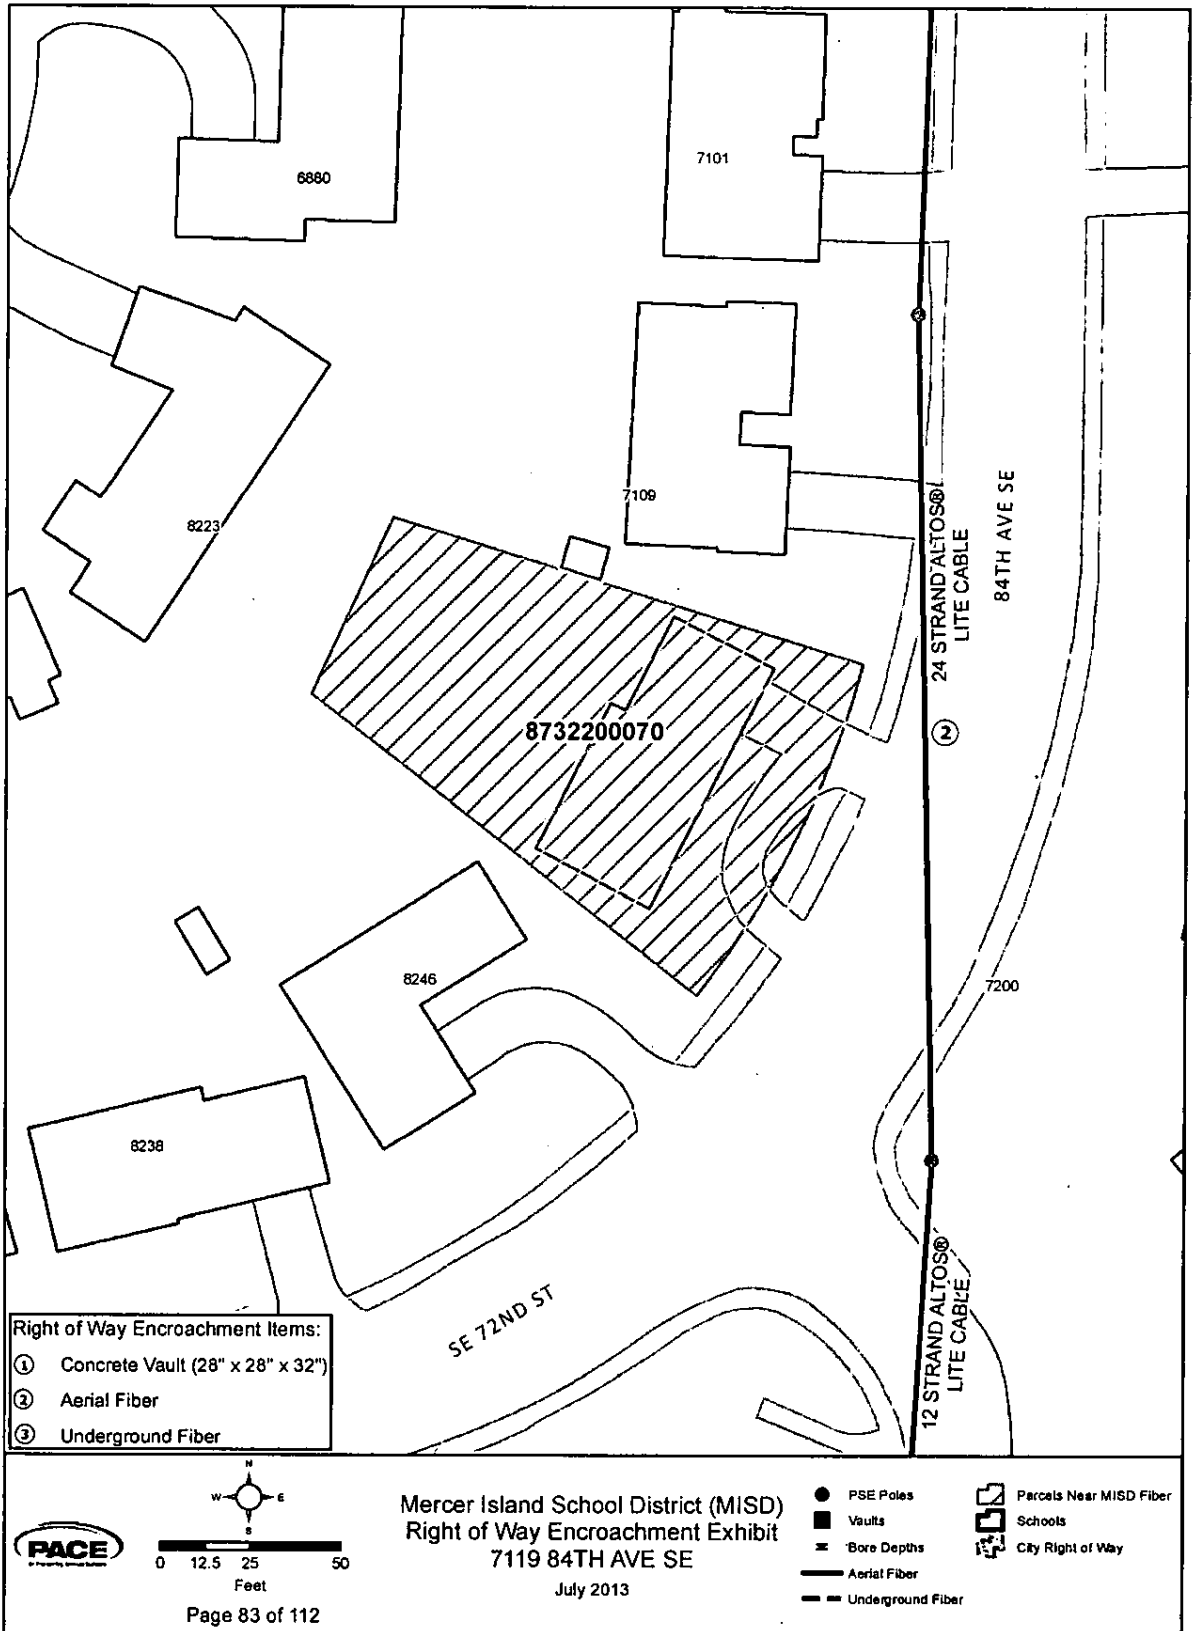 6880
7101
7109
8223
24 STRAND ALTOS®
LITE CABLE
84TH AVE SE
②
8732200070
8246
7200
8238
SE 72ND ST
12 STRAND ALTOS®
LITE CABLE
Right of Way Encroachment Items:
① Concrete Vault (28" x 28" x 32")
② Aerial Fiber
③ Underground Fiber
PACE
N
W E
S
0 12.5 25 50
Feet
Page 83 of 112
Mercer Island School District (MISD)
Right of Way Encroachment Exhibit
7119 84TH AVE SE
July 2013
PSE Poles
Vaults
Bore Depths
Aerial Fiber
Underground Fiber
Parcels Near MISD Fiber
Schools
City Right of Way